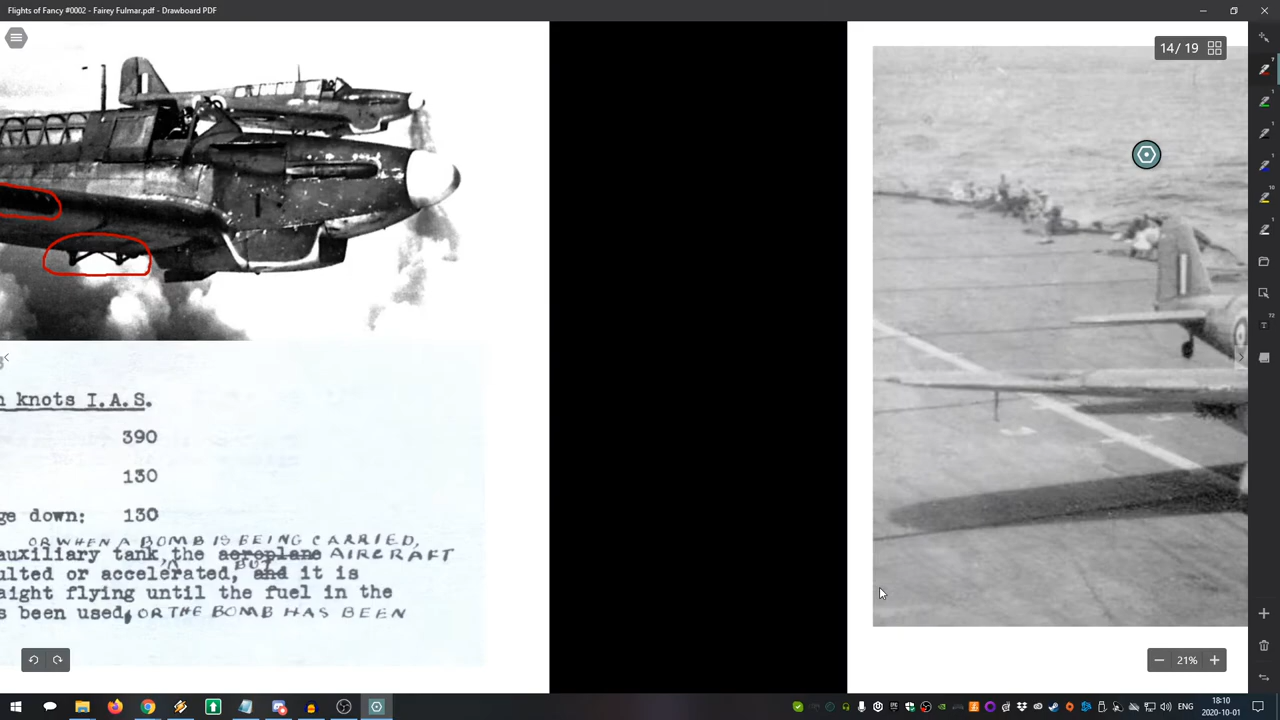 Flights of Fancy #0002 - Fairey Fulmar.pdf - Drawboard PDF
14 / 19
n knots I.A.S.
390
130
ge down: 130
OR WHEN A BOMB IS BEING CARRIED,
auxiliary tank, the aeroplane AIRCRAFT
BUT
ulted or accelerated, and it is
aight flying until the fuel in the
s been used, OR THE BOMB HAS BEEN
21%
ENG
18:10
2020-10-01